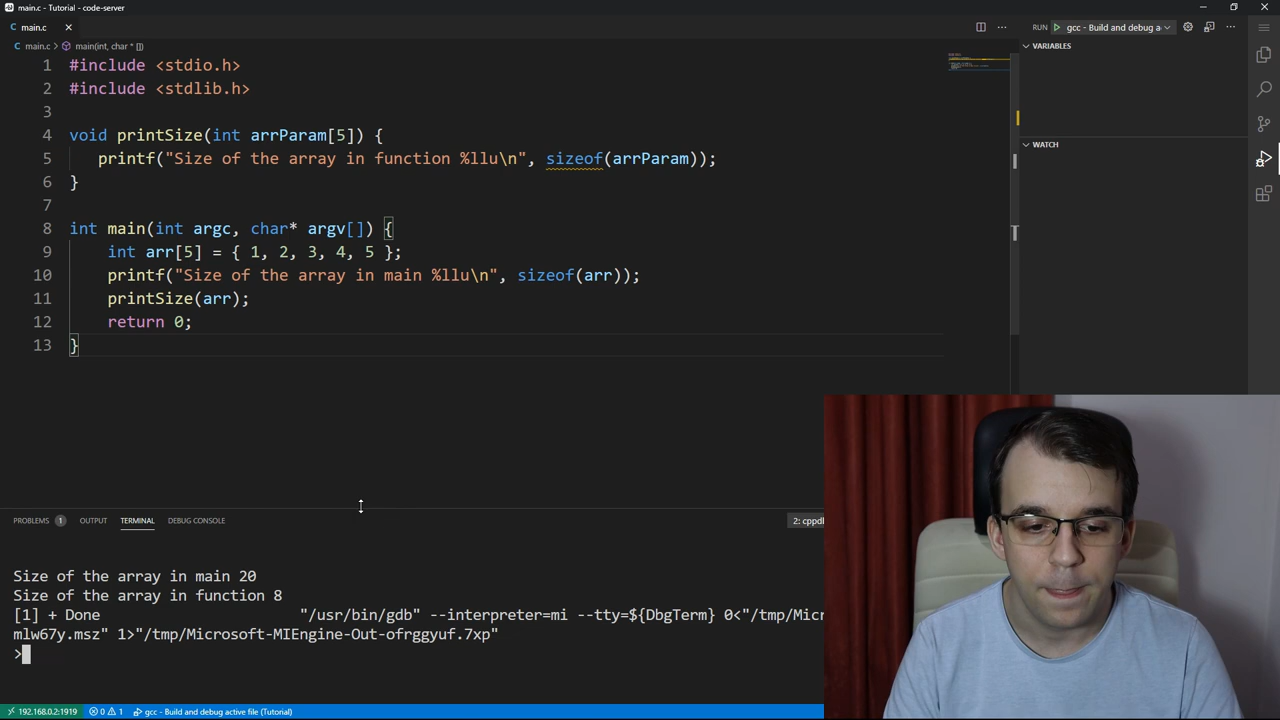 main.c - Tutorial - code-server
main.c
RUN gcc - Build and debug a
main.c > main(int, char * [])
VARIABLES
1 #include <stdio.h>
2 #include <stdlib.h>
3
4 void printSize(int arrParam[5]) {
5 printf("Size of the array in function %llu\n", sizeof(arrParam));
6 }
7
8 int main(int argc, char* argv[]) {
9 int arr[5] = { 1, 2, 3, 4, 5 };
10 printf("Size of the array in main %llu\n", sizeof(arr));
11 printSize(arr);
12 return 0;
13 }
WATCH
PROBLEMS 1 OUTPUT TERMINAL DEBUG CONSOLE 2: cppd
Size of the array in main 20
Size of the array in function 8
[1] + Done "/usr/bin/gdb" --interpreter=mi --tty=${DbgTerm} 0<"/tmp/Mic
mlw67y.msz" 1>"/tmp/Microsoft-MIEngine-Out-ofrggyuf.7xp"
>
192.168.0.2:1919 0 1 gcc - Build and debug active file (Tutorial)